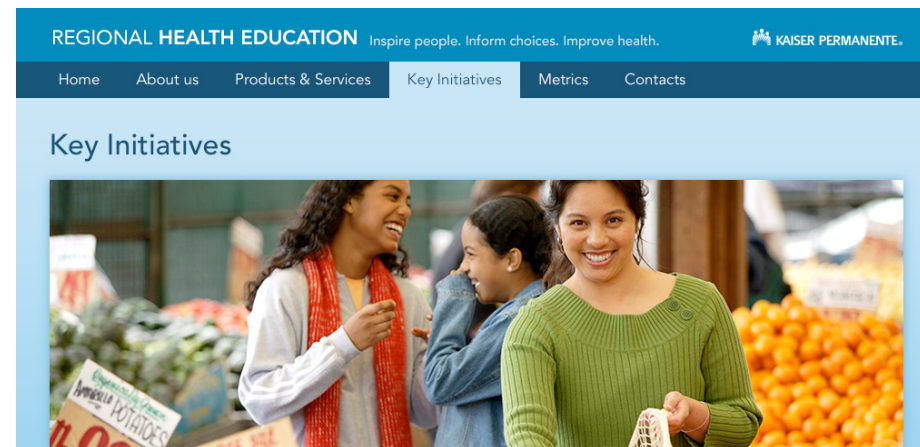 REGIONAL HEALTH EDUCATION Inspire people. Inform choices. Improve health. KAISER PERMANENTE®
Home About us Products & Services Key Initiatives Metrics Contacts
Key Initiatives
POTATOES